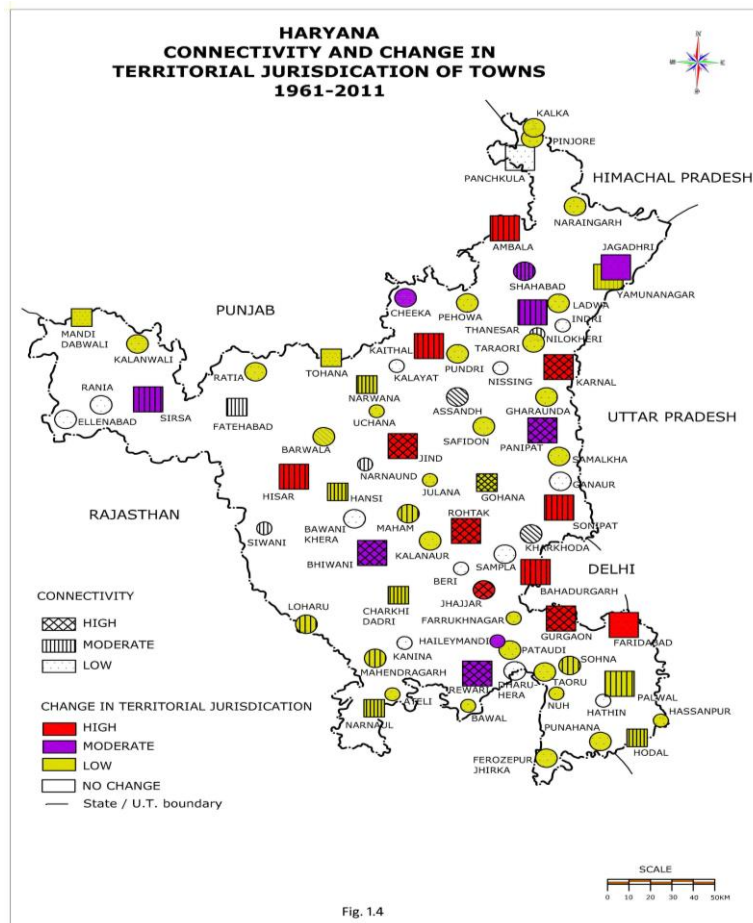 HARYANA
CONNECTIVITY AND CHANGE IN
TERRITORIAL JURISDICATION OF TOWNS
1961-2011
KALKA
PINJORE
PANCHKULA
HIMACHAL PRADESH
NARAINGARH
AMBALA
JAGADHRI
SHAHABAD
YAMUNANAGAR
PUNJAB
CHEEKA
PEHOWA
LADWA
THANESAR
INDRI
MANDI
DABWALI
KALANWALI
KAITHAL
TARAORI
NILOKHERI
RATIA
TOHANA
KALAYAT
PUNDRI
NISSING
KARNAL
RANIA
NARWANA
ASSANDH
GHARAUNDA
ELLENABAD
SIRSA
FATEHABAD
UCHANA
UTTAR PRADESH
BARWALA
SAFIDON
PANIPAT
JIND
SAMALKHA
NARNAUND
HISAR
HANSI
JULANA
GOHANA
GANAUR
RAJASTHAN
ROHTAK
SONIPAT
SIWANI
BAWANI
KHERA
MAHAM
KALANAUR
KHARKHODA
BHIWANI
SAMPLA
DELHI
BERI
BAHADURGARH
CONNECTIVITY
HIGH
MODERATE
LOW
CHARKHI
DADRI
JHAJJAR
LOHARU
FARRUKHNAGAR
GURGAON
FARIDABAD
HAILEYMANDI
KANINA
PATAUDI
SOHNA
MAHENDRAGARH
REWARI
DHARU-
HERA
TAORU
PALWAL
CHANGE IN TERRITORIAL JURISDICATION
HIGH
MODERATE
LOW
NO CHANGE
State / U.T. boundary
ATELI
NUH
HATHIN
HASSANPUR
NARNAUL
BAWAL
PUNAHANA
HODAL
FEROZEPUR
JHIRKA
SCALE
0 10 20 30 40 50KM
Fig. 1.4